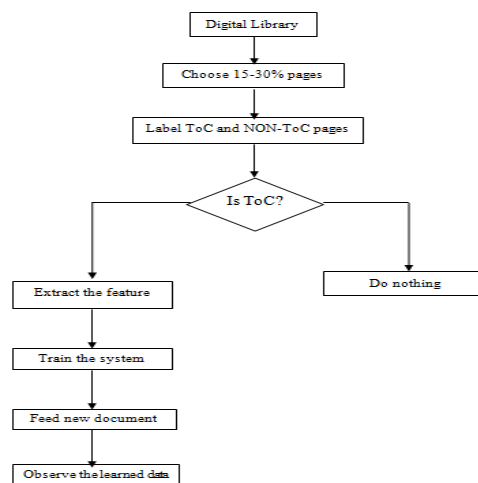 Digital Library
Choose 15-30% pages
Label ToC and NON-ToC pages
Is ToC?
Extract the feature
Do nothing
Train the system
Feed new document
Observe the learned data